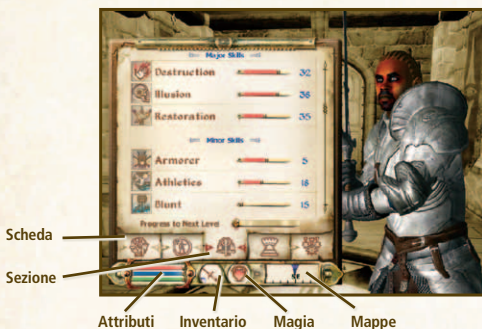 Major Skills
Destruction 32
Illusion 36
Restoration 35
Minor Skills
Armorer 5
Athletics 18
Blunt 15
Progress to Next Level
Scheda
Sezione
Attributi Inventario Magia Mappe